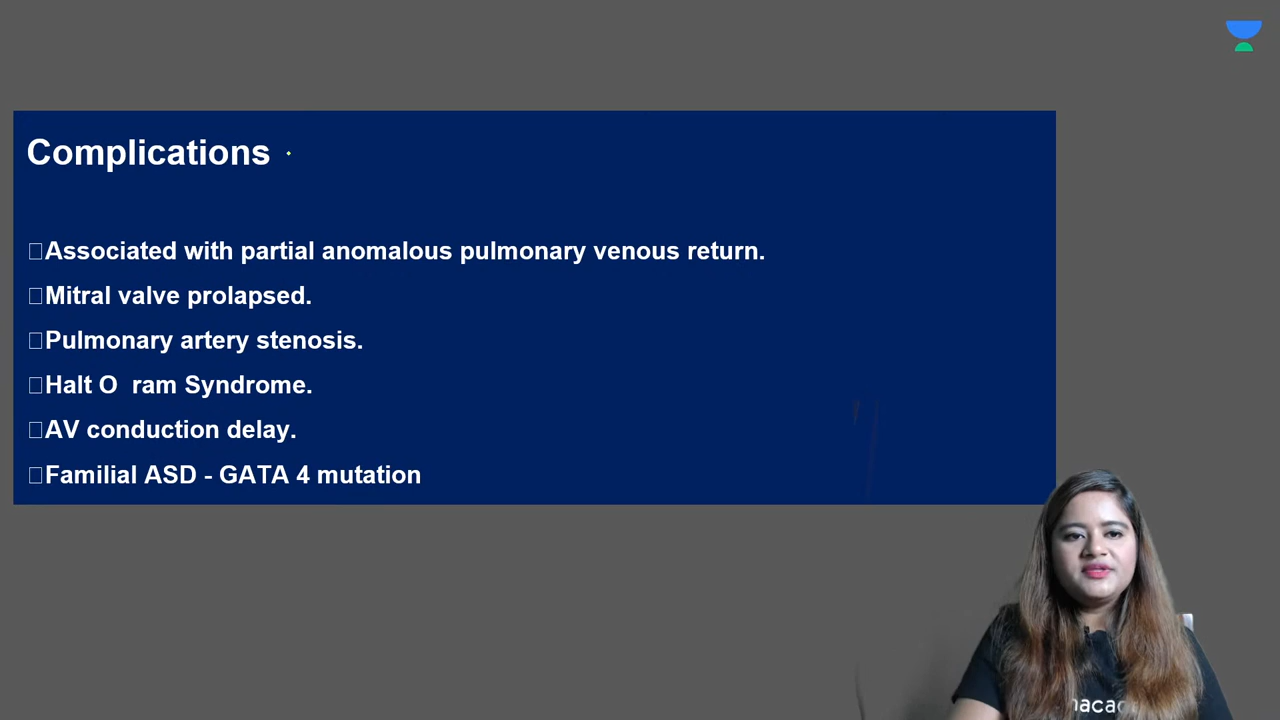 Complications
Associated with partial anomalous pulmonary venous return.
Mitral valve prolapsed.
Pulmonary artery stenosis.
Halt O ram Syndrome.
AV conduction delay.
Familial ASD - GATA 4 mutation